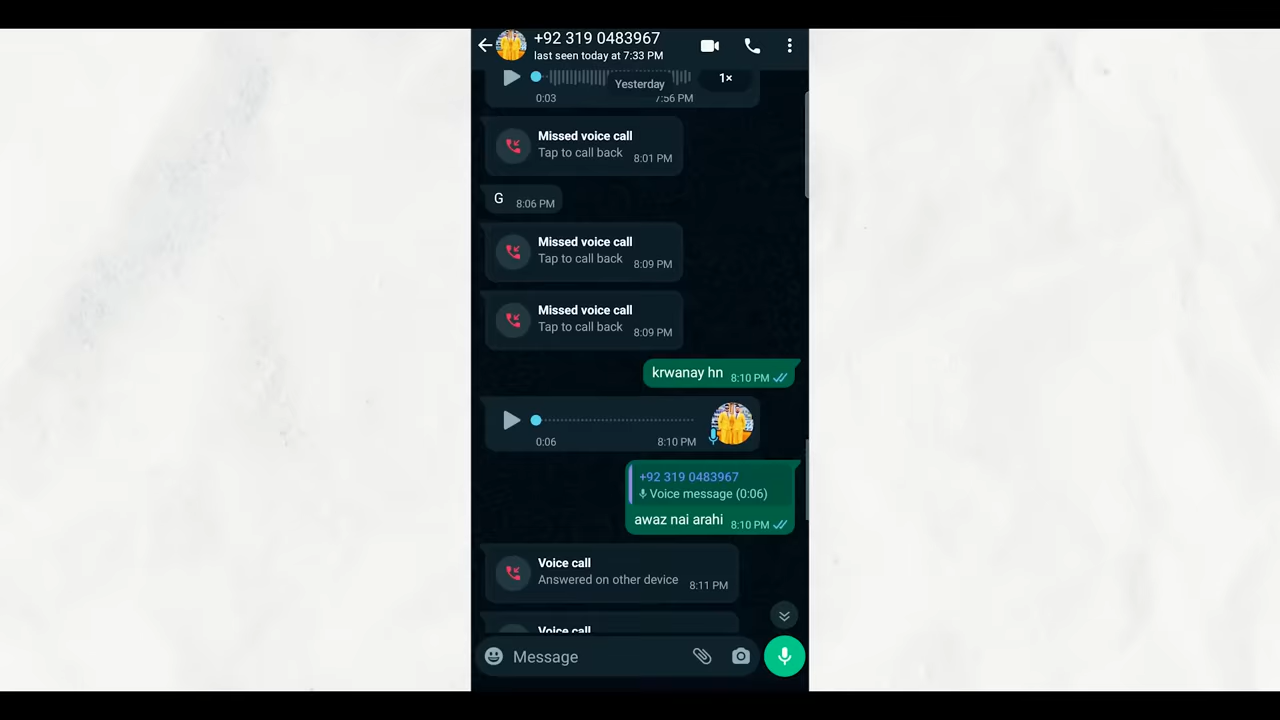 +92 319 0483967
last seen today at 7:33 PM
1×
Yesterday
0:03 7:56 PM
Missed voice call
Tap to call back 8:01 PM
G 8:06 PM
Missed voice call
Tap to call back 8:09 PM
Missed voice call
Tap to call back 8:09 PM
krwanay hn 8:10 PM
0:06 8:10 PM
+92 319 0483967
Voice message (0:06)
awaz nai arahi 8:10 PM
Voice call
Answered on other device 8:11 PM
Voice call
Message